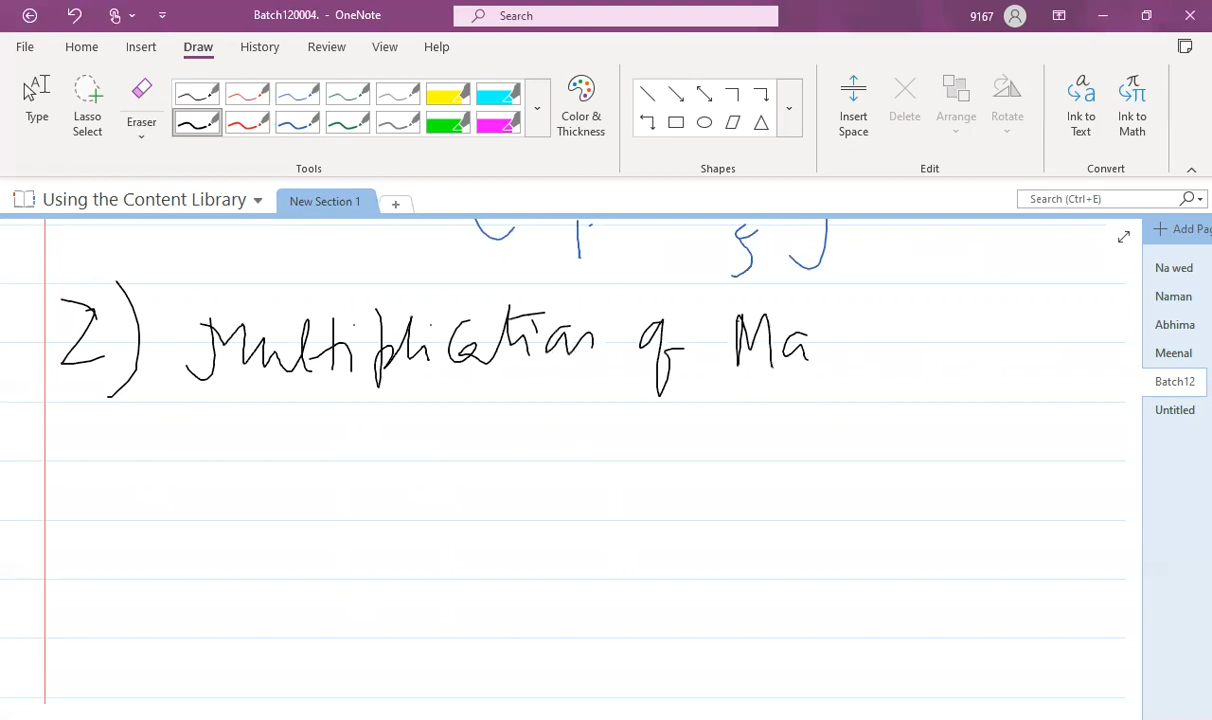 Batch120004. - OneNote
Search
9167
File Home Insert Draw History Review View Help
Type
Lasso Select
Eraser
Color & Thickness
Insert Space
Delete
Arrange
Rotate
Ink to Text
Ink to Math
Tools
Shapes
Edit
Convert
Using the Content Library
New Section 1
Search (Ctrl+E)
Add Pag
Na wed
Naman
Abhima
Meenal
Batch12
Untitled
2) Multiplication of Ma